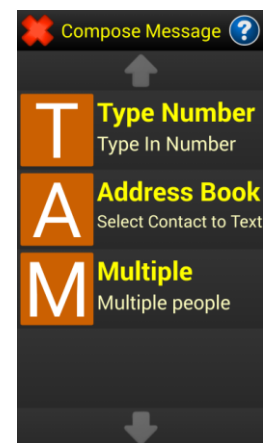 Compose Message ?
T
Type Number
Type In Number
A
Address Book
Select Contact to Text
M
Multiple
Multiple people